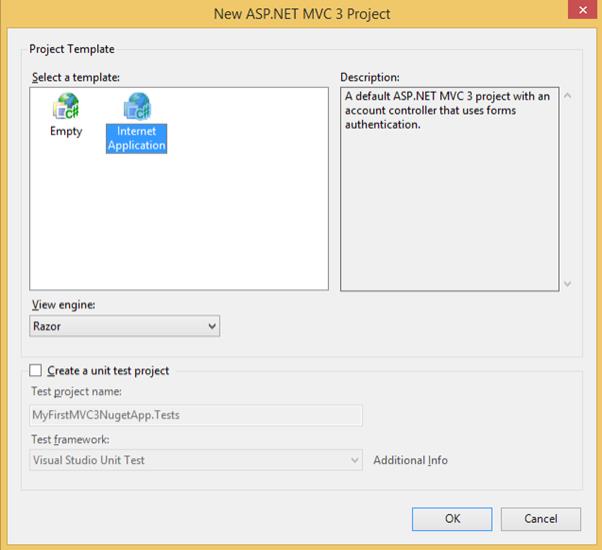 New ASP.NET MVC 3 Project
Project Template
Select a template:
Description:
Empty
Internet
Application
A default ASP.NET MVC 3 project with an
account controller that uses forms
authentication.
View engine:
Razor
Create a unit test project
Test project name:
MyFirstMVC3NugetApp.Tests
Test framework:
Visual Studio Unit Test
Additional Info
OK
Cancel